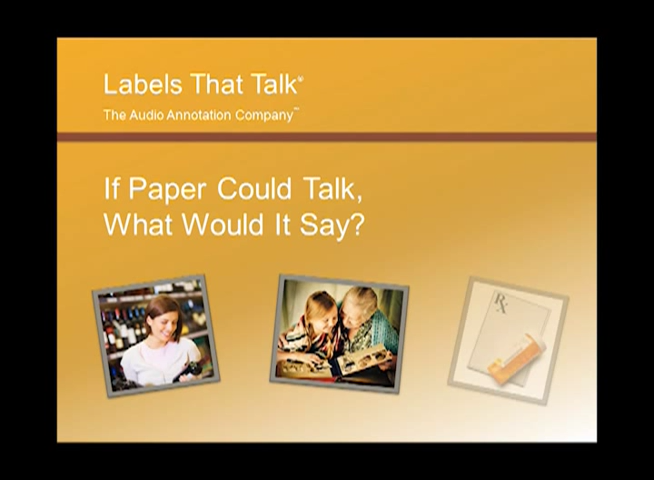 Labels That Talk®
The Audio Annotation Company™
If Paper Could Talk,
What Would It Say?
Rx